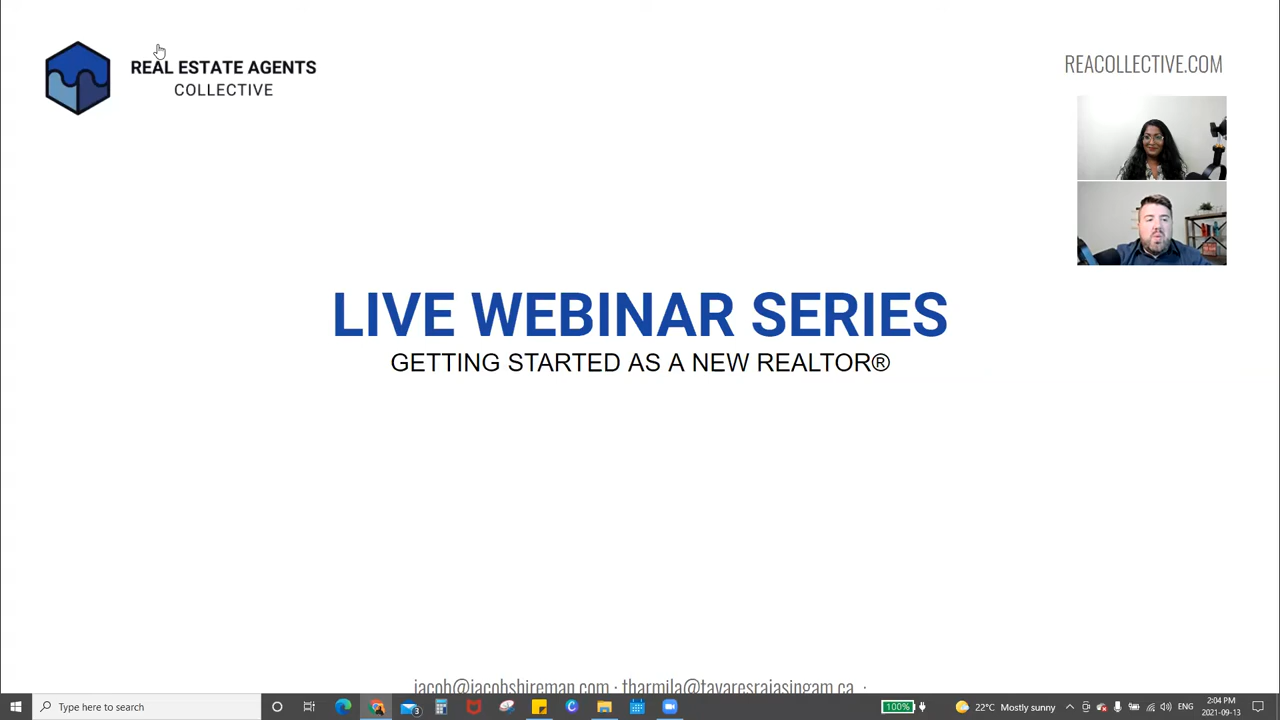 REAL ESTATE AGENTS
COLLECTIVE
REACOLLECTIVE.COM
LIVE WEBINAR SERIES
GETTING STARTED AS A NEW REALTOR®
jacob@jacobshireman.com · tharmila@tavaresrajasingam.ca ·
Type here to search
3
100%
22°C Mostly sunny
ENG
2:04 PM
2021-09-13